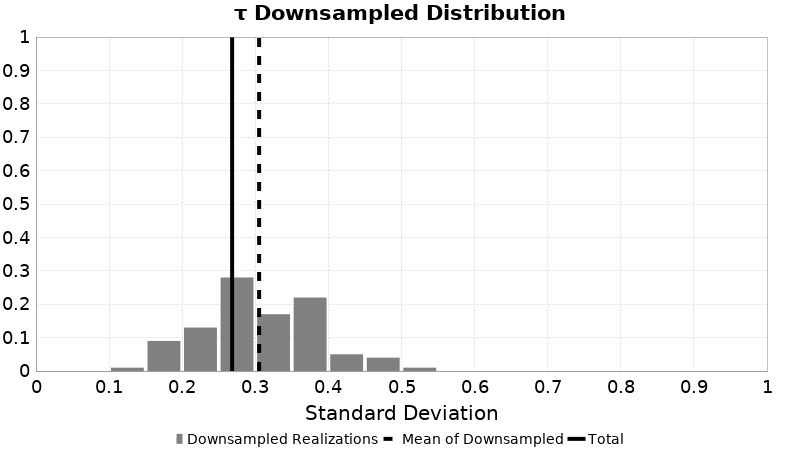 τ Downsampled Distribution
1
0.9
0.8
0.7
0.6
0.5
0.4
0.3
0.2
0.1
0
0 0.1 0.2 0.3 0.4 0.5 0.6 0.7 0.8 0.9 1
Standard Deviation
Downsampled Realizations Mean of Downsampled Total